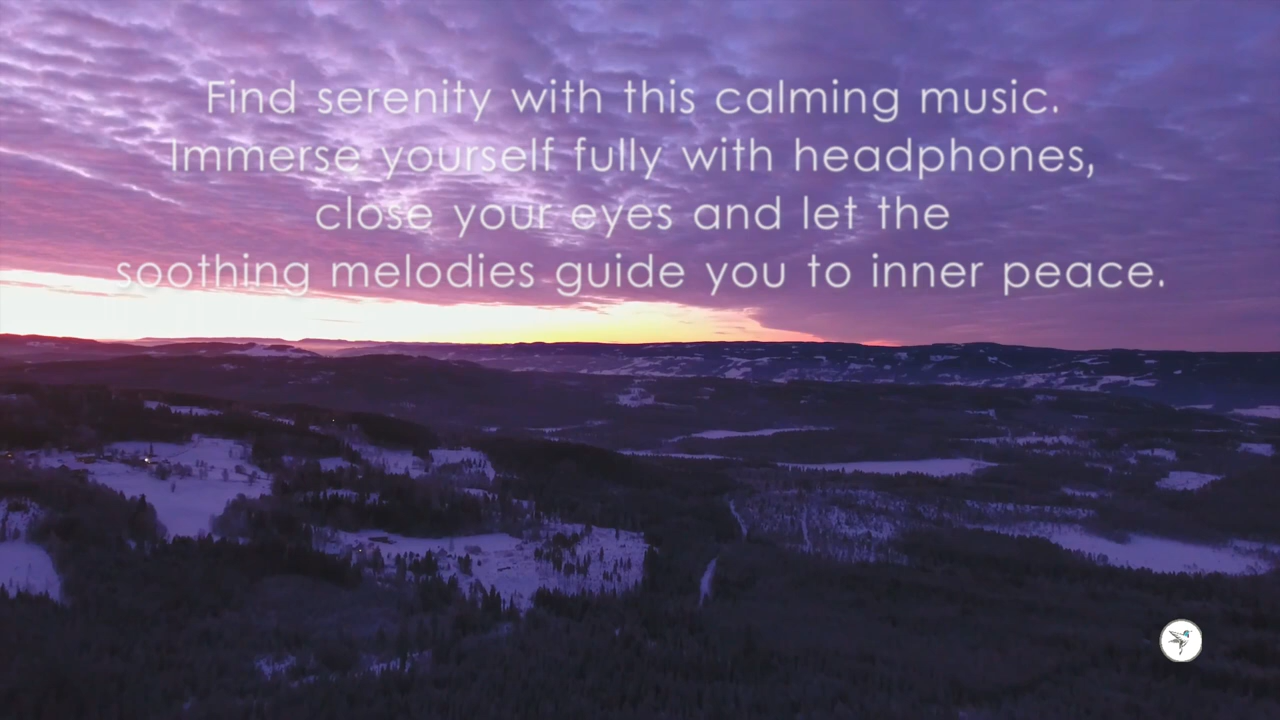 Find serenity with this calming music.
Immerse yourself fully with headphones,
close your eyes and let the
soothing melodies guide you to inner peace.